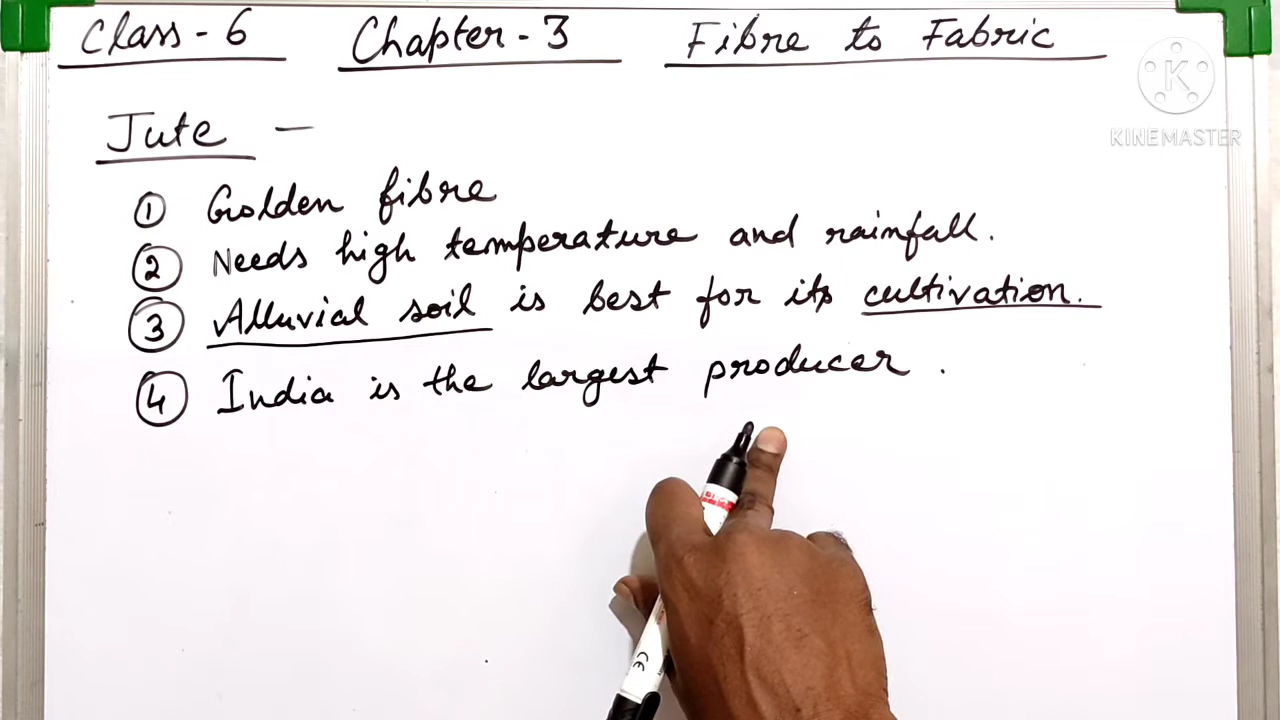 Class - 6 Chapter - 3 Fibre to Fabric
K
KINEMASTER
Jute —
1 Golden fibre
2 Needs high temperature and rainfall.
3 Alluvial soil is best for its cultivation.
4 India is the largest producer.
CE